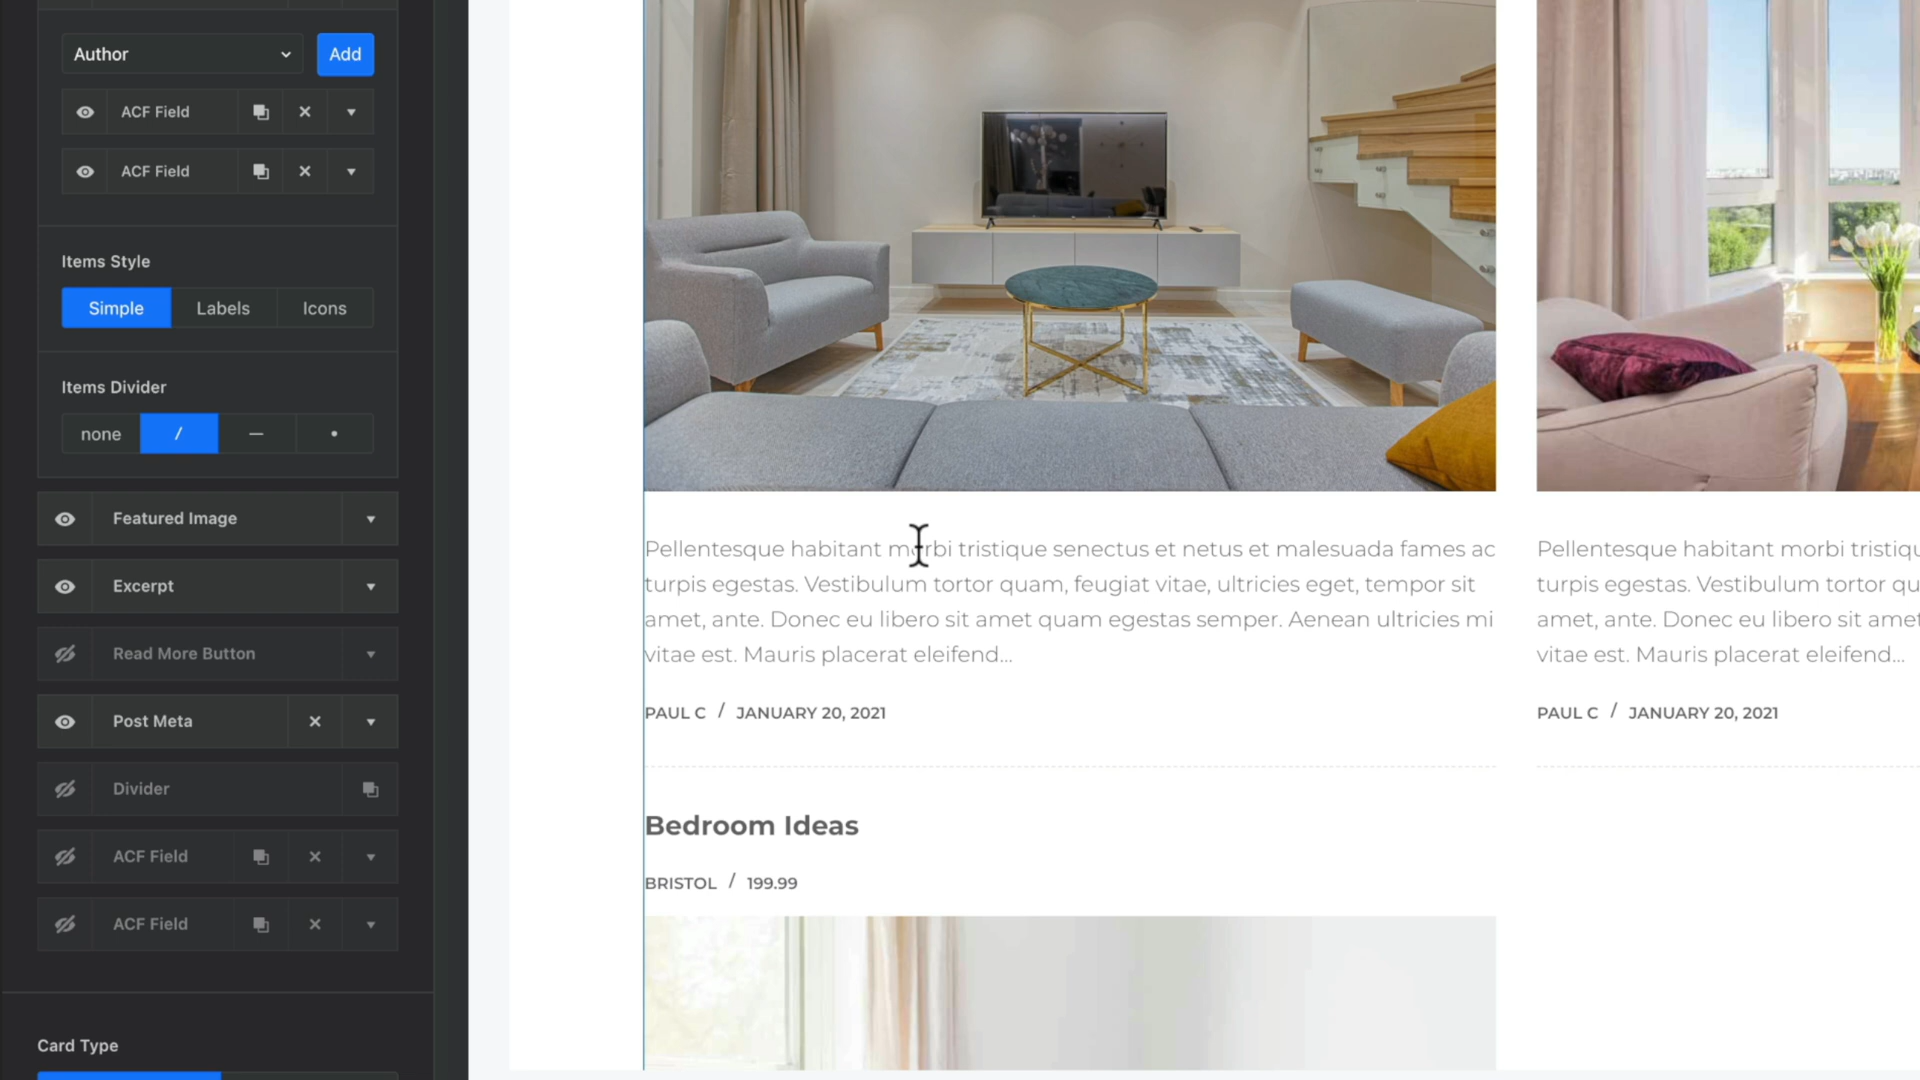 Author
Add
ACF Field
ACF Field
Items Style
Simple Labels Icons
Items Divider
none / — •
Featured Image
Excerpt
Read More Button
Post Meta
Divider
ACF Field
ACF Field
Card Type
Pellentesque habitant morbi tristique senectus et netus et malesuada fames ac
turpis egestas. Vestibulum tortor quam, feugiat vitae, ultricies eget, tempor sit
amet, ante. Donec eu libero sit amet quam egestas semper. Aenean ultricies mi
vitae est. Mauris placerat eleifend...
PAUL C / JANUARY 20, 2021
Bedroom Ideas
BRISTOL / 199.99
Pellentesque habitant morbi
turpis egestas. Vestibulum tortor
amet, ante. Donec eu libero sit
vitae est. Mauris placerat eleifend...
PAUL C / JANUARY 20, 2021